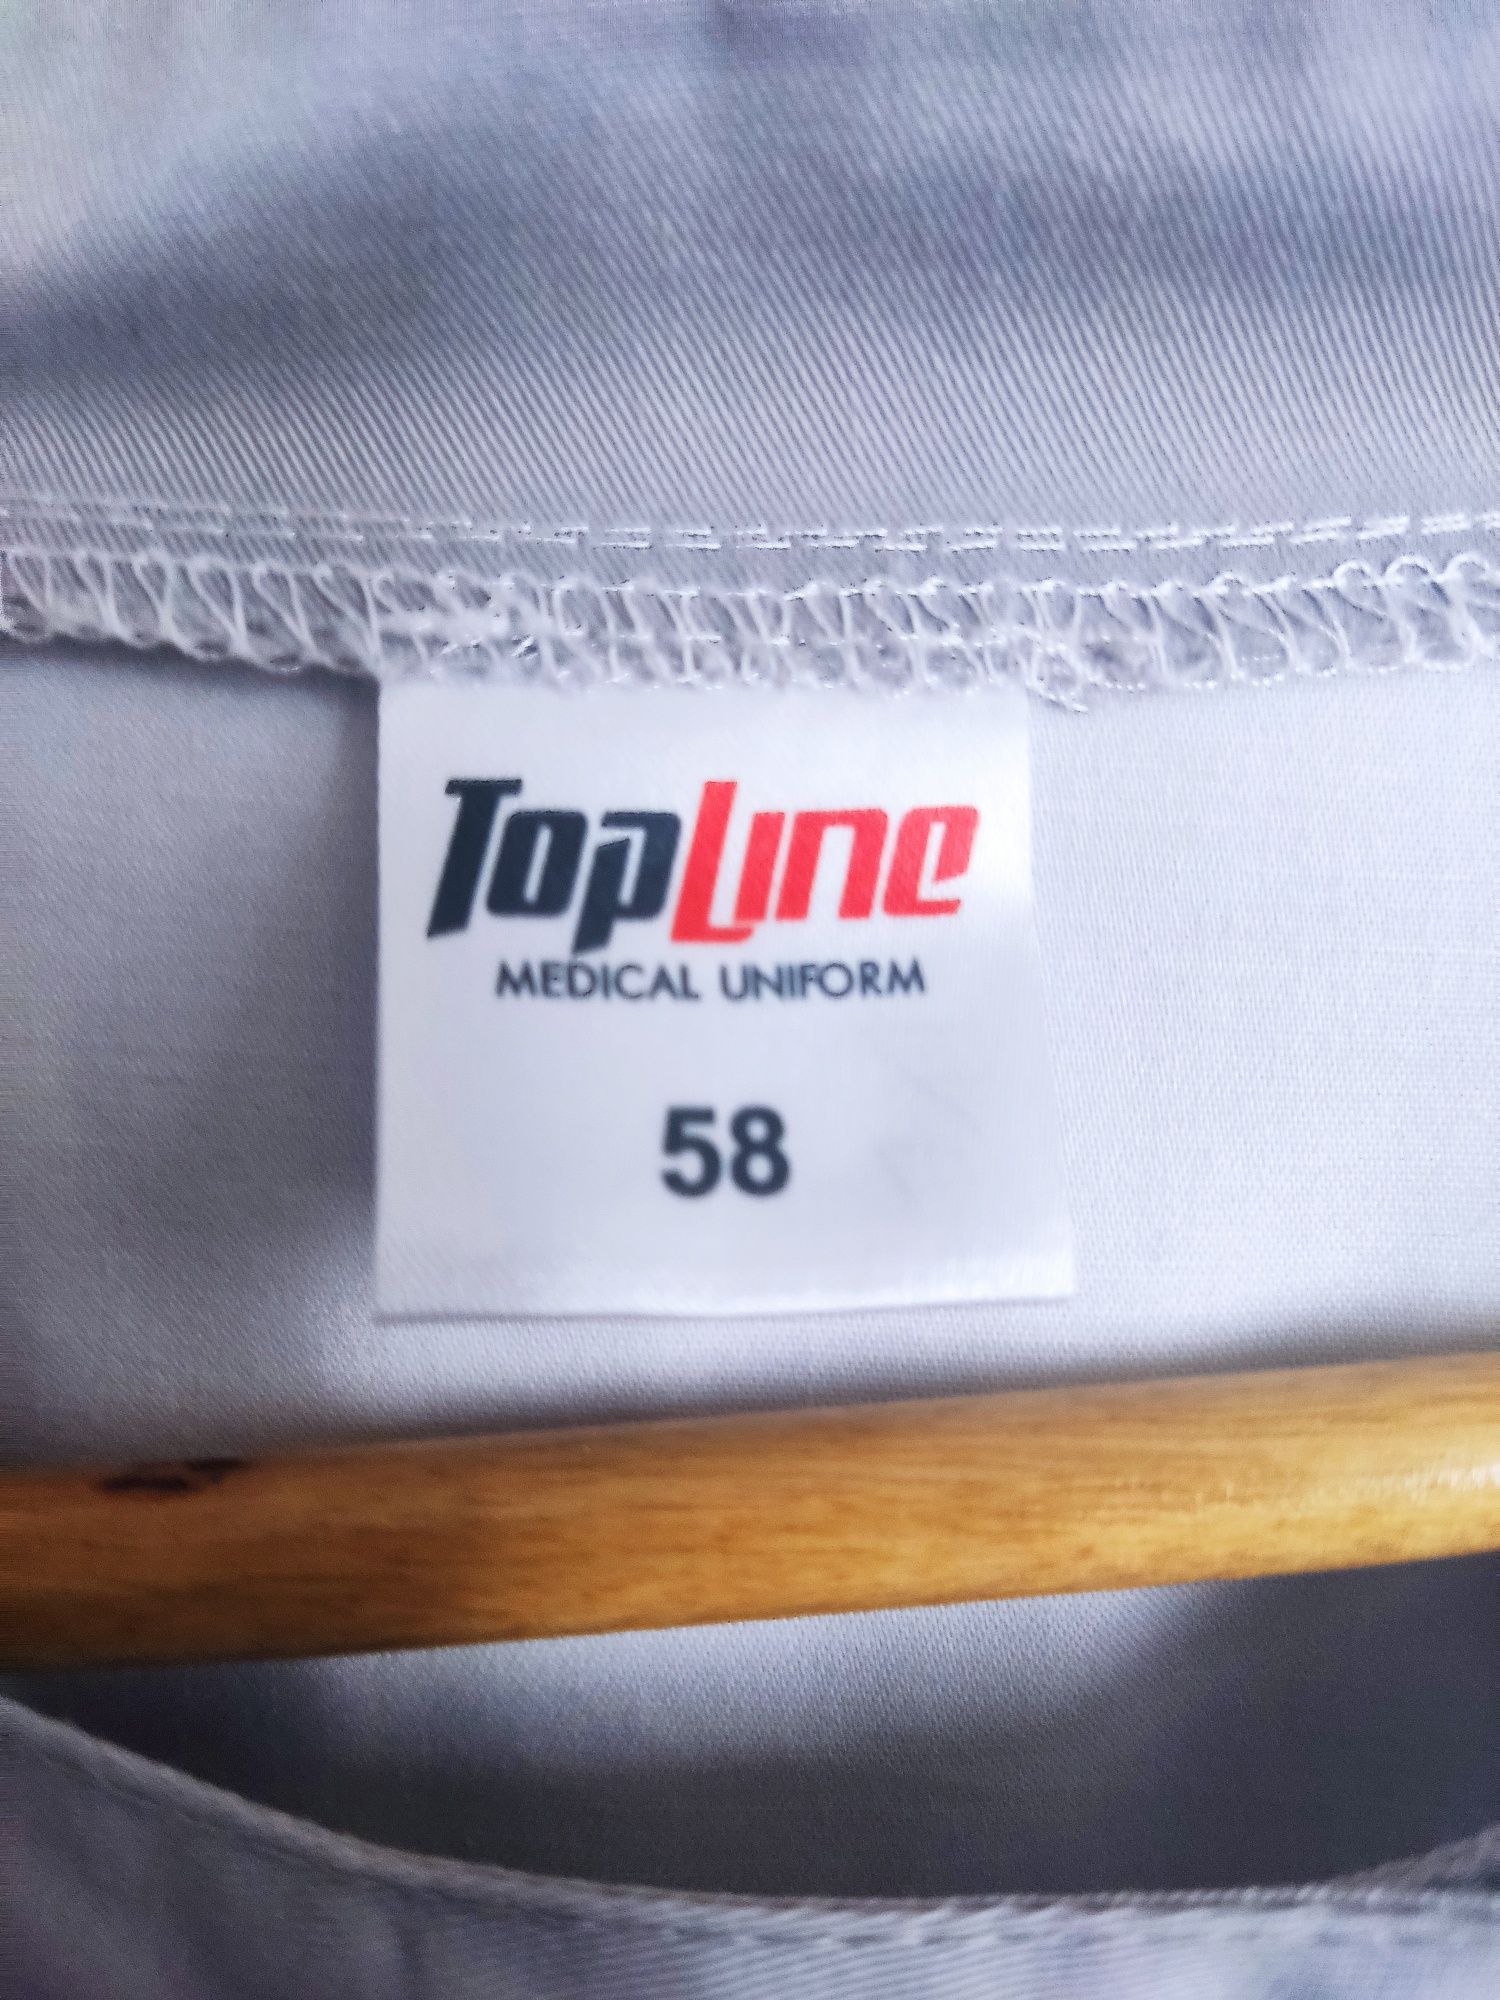 TopLine
MEDICAL UNIFORM
58